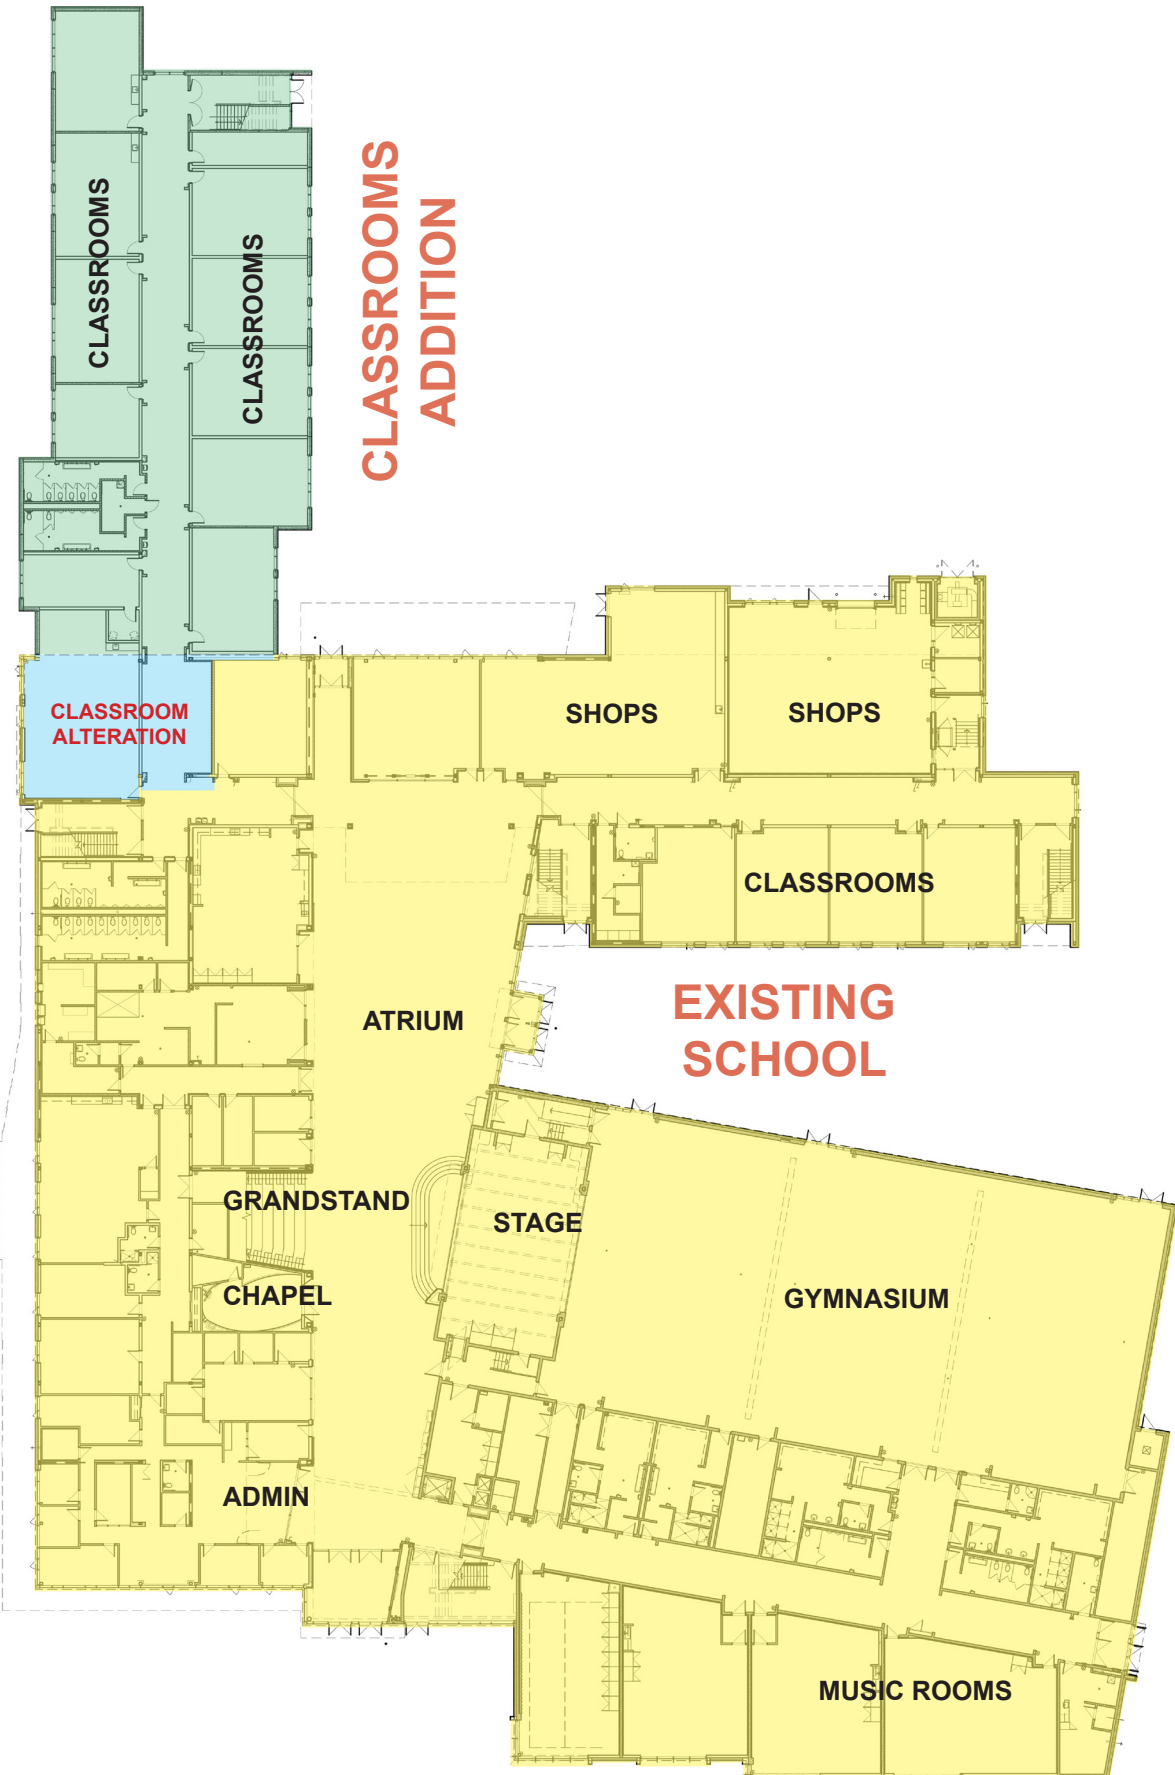 CLASSROOMS
CLASSROOMS
CLASSROOMS
ADDITION
CLASSROOM
ALTERATION
SHOPS
SHOPS
CLASSROOMS
ATRIUM
EXISTING
SCHOOL
GRANDSTAND
STAGE
CHAPEL
GYMNASIUM
ADMIN
MUSIC ROOMS